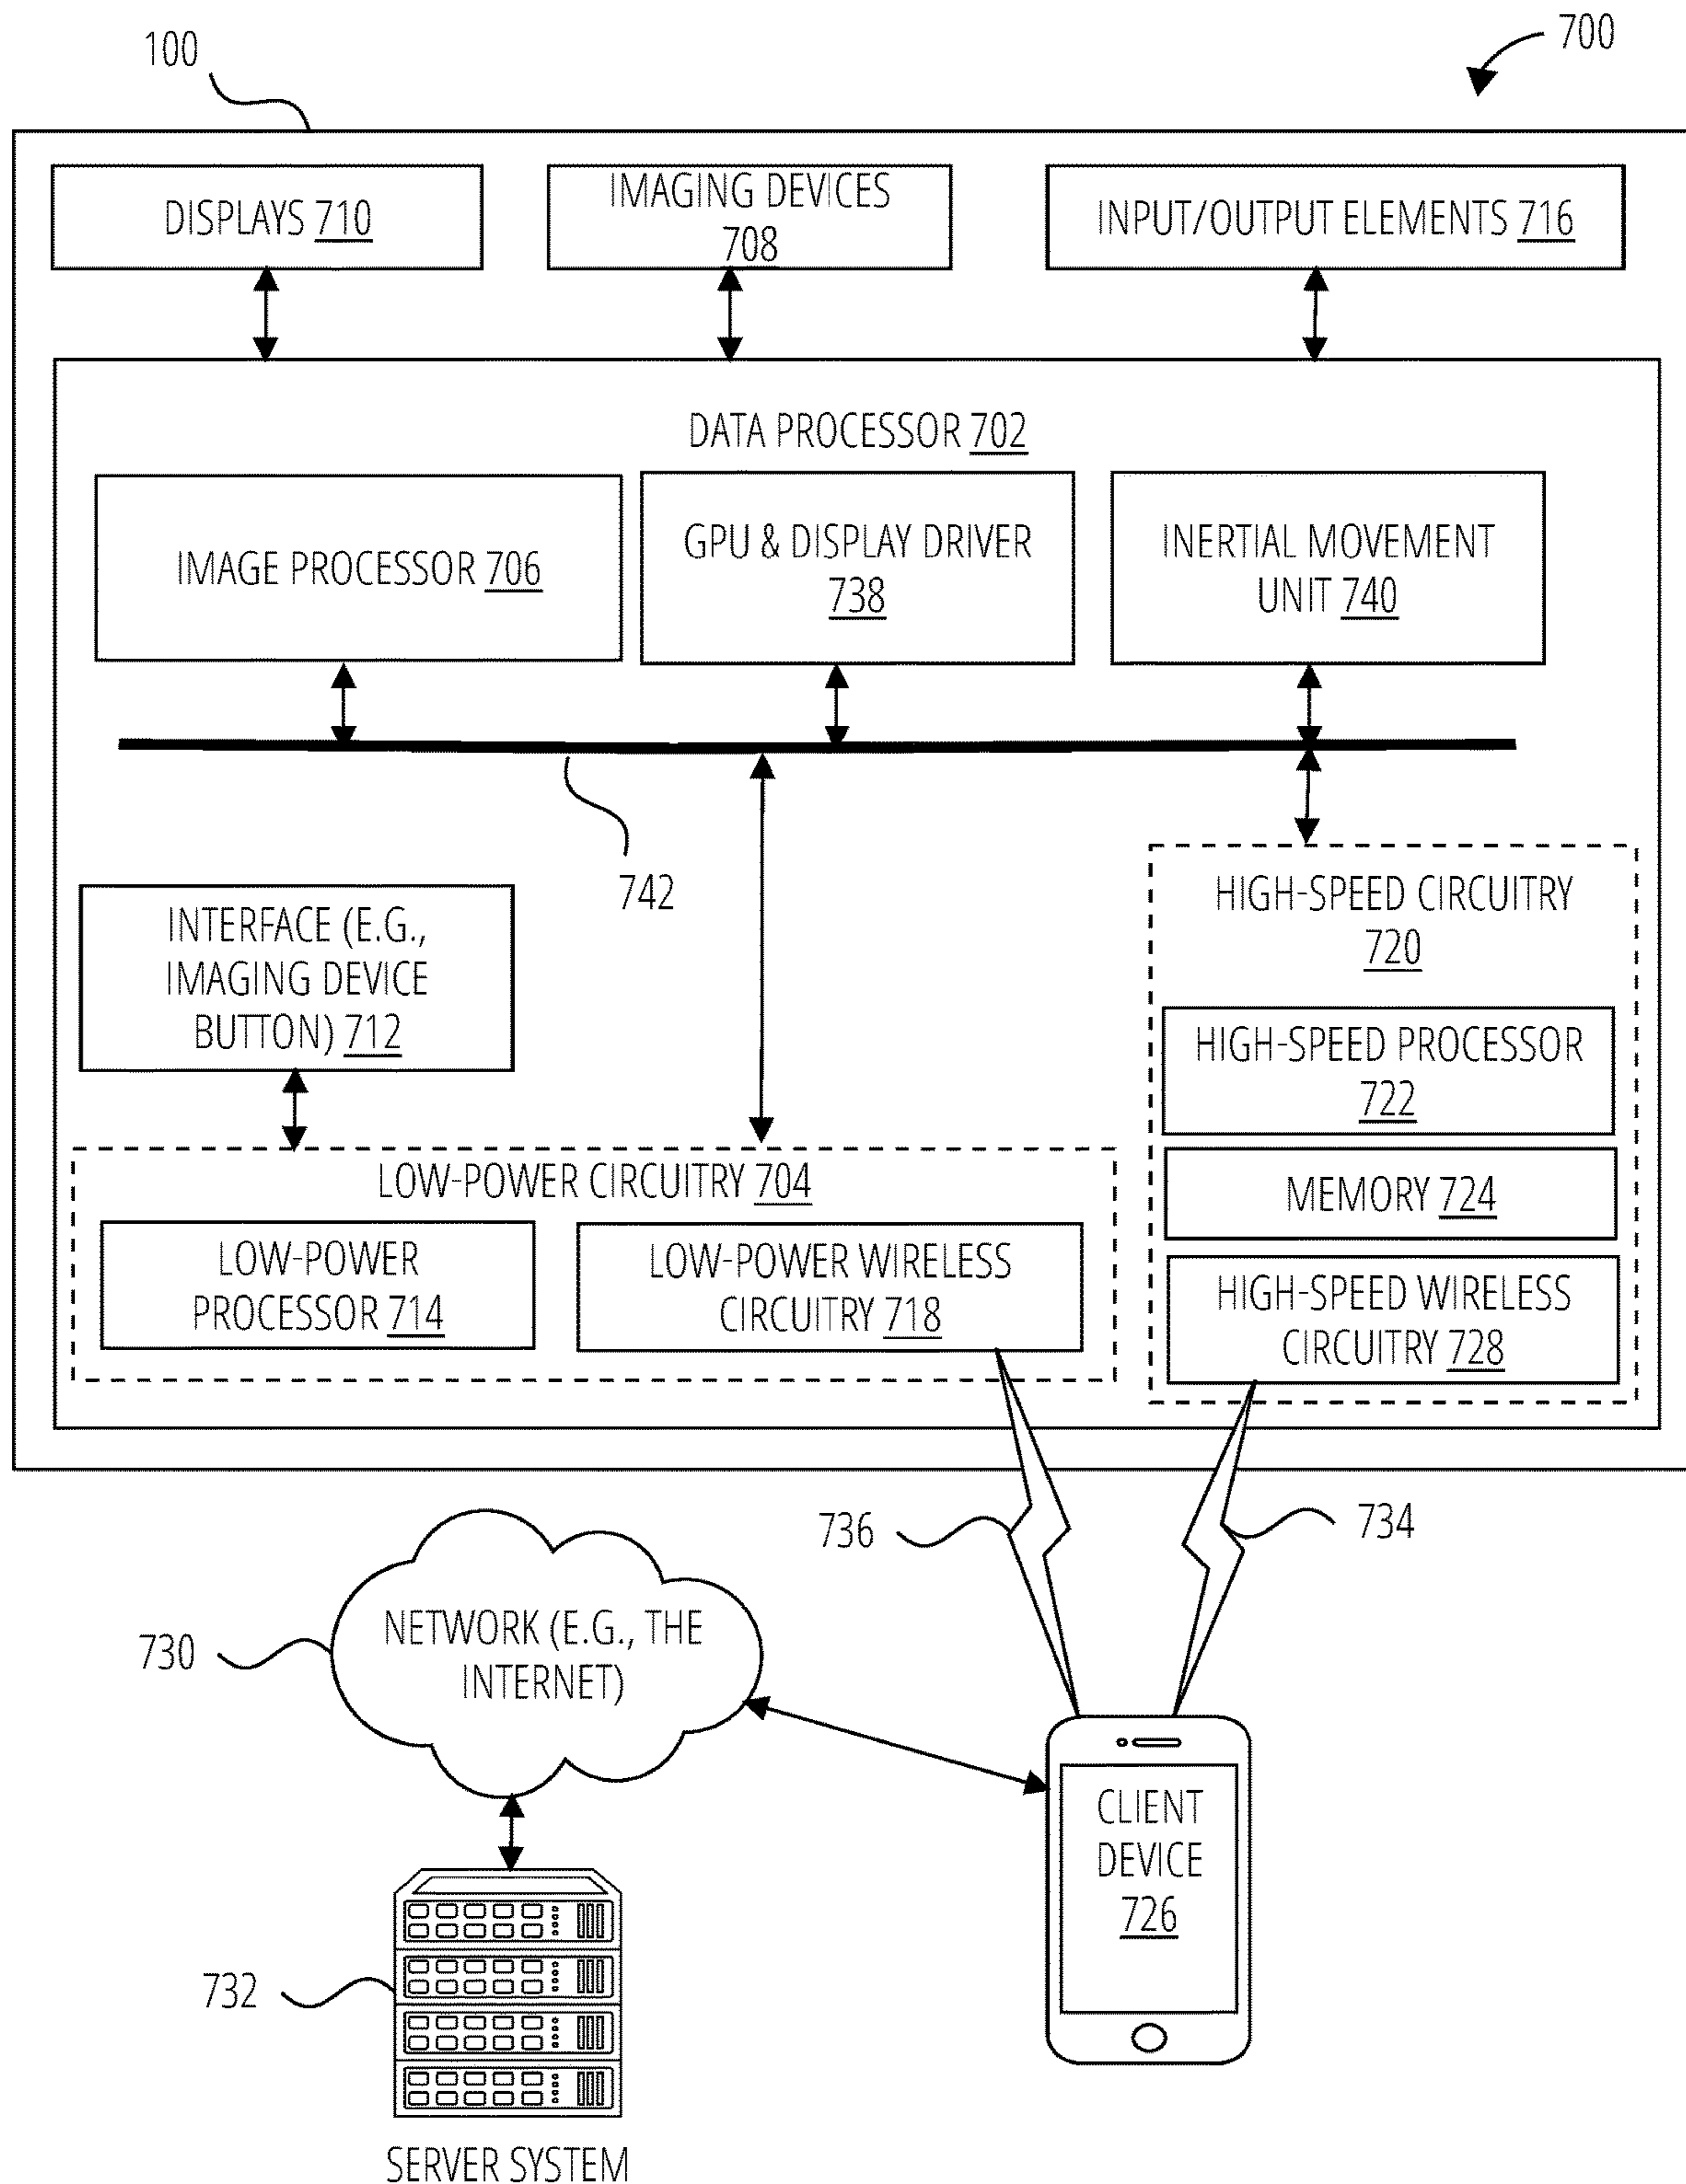 100
700
DISPLAYS 710
IMAGING DEVICES
708
INPUT/OUTPUT ELEMENTS 716
DATA PROCESSOR 702
IMAGE PROCESSOR 706
GPU & DISPLAY DRIVER
738
INERTIAL MOVEMENT
UNIT 740
742
INTERFACE (E.G.,
IMAGING DEVICE
BUTTON) 712
HIGH-SPEED CIRCUITRY
720
HIGH-SPEED PROCESSOR
722
MEMORY 724
HIGH-SPEED WIRELESS
CIRCUITRY 728
LOW-POWER CIRCUITRY 704
LOW-POWER
PROCESSOR 714
LOW-POWER WIRELESS
CIRCUITRY 718
736
734
730
NETWORK (E.G., THE
INTERNET)
CLIENT
DEVICE
726
732
SERVER SYSTEM